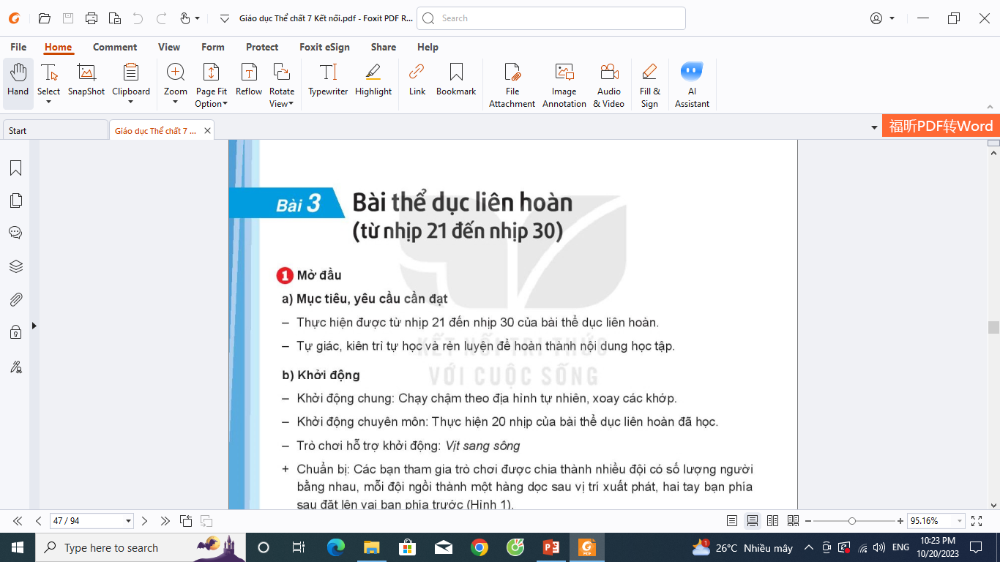 Giáo dục Thể chất 7 Kết nối.pdf - Foxit PDF R...
Search
File Home Comment View Form Protect Foxit eSign Share Help
Hand Select SnapShot Clipboard Zoom Page Fit Option Reflow Rotate View Typewriter Highlight Link Bookmark File Attachment Image Annotation Audio & Video Fill & Sign AI Assistant
Start
Giáo dục Thể chất 7 ...
福昕PDF转Word
Bài 3
Bài thể dục liên hoàn
(từ nhịp 21 đến nhịp 30)
1 Mở đầu
a) Mục tiêu, yêu cầu cần đạt
– Thực hiện được từ nhịp 21 đến nhịp 30 của bài thể dục liên hoàn.
– Tự giác, kiên trì tự học và rèn luyện để hoàn thành nội dung học tập.
KẾT NỐI TRI THỨC
VỚI CUỘC SỐNG
b) Khởi động
– Khởi động chung: Chạy chậm theo địa hình tự nhiên, xoay các khớp.
– Khởi động chuyên môn: Thực hiện 20 nhịp của bài thể dục liên hoàn đã học.
– Trò chơi hỗ trợ khởi động: Vịt sang sông
+ Chuẩn bị: Các bạn tham gia trò chơi được chia thành nhiều đội có số lượng người
bằng nhau, mỗi đội ngồi thành một hàng dọc sau vị trí xuất phát, hai tay bạn phía
sau đặt lên vai bạn phía trước (Hình 1).
47 / 94
95.16%
Type here to search
26°C Nhiều mây
ENG
10:23 PM
10/20/2023